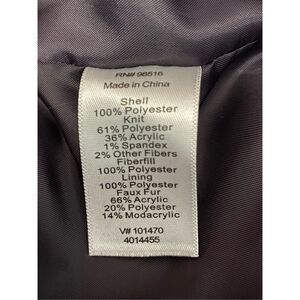 RN# 96516
Made in China
Shell
100% Polyester
Knit
61% Polyester
36% Acrylic
1% Spandex
2% Other Fibers
Fiberfill
100% Polyester
Lining
100% Polyester
Faux Fur
66% Acrylic
20% Polyester
14% Modacrylic
V# 101470
4014455